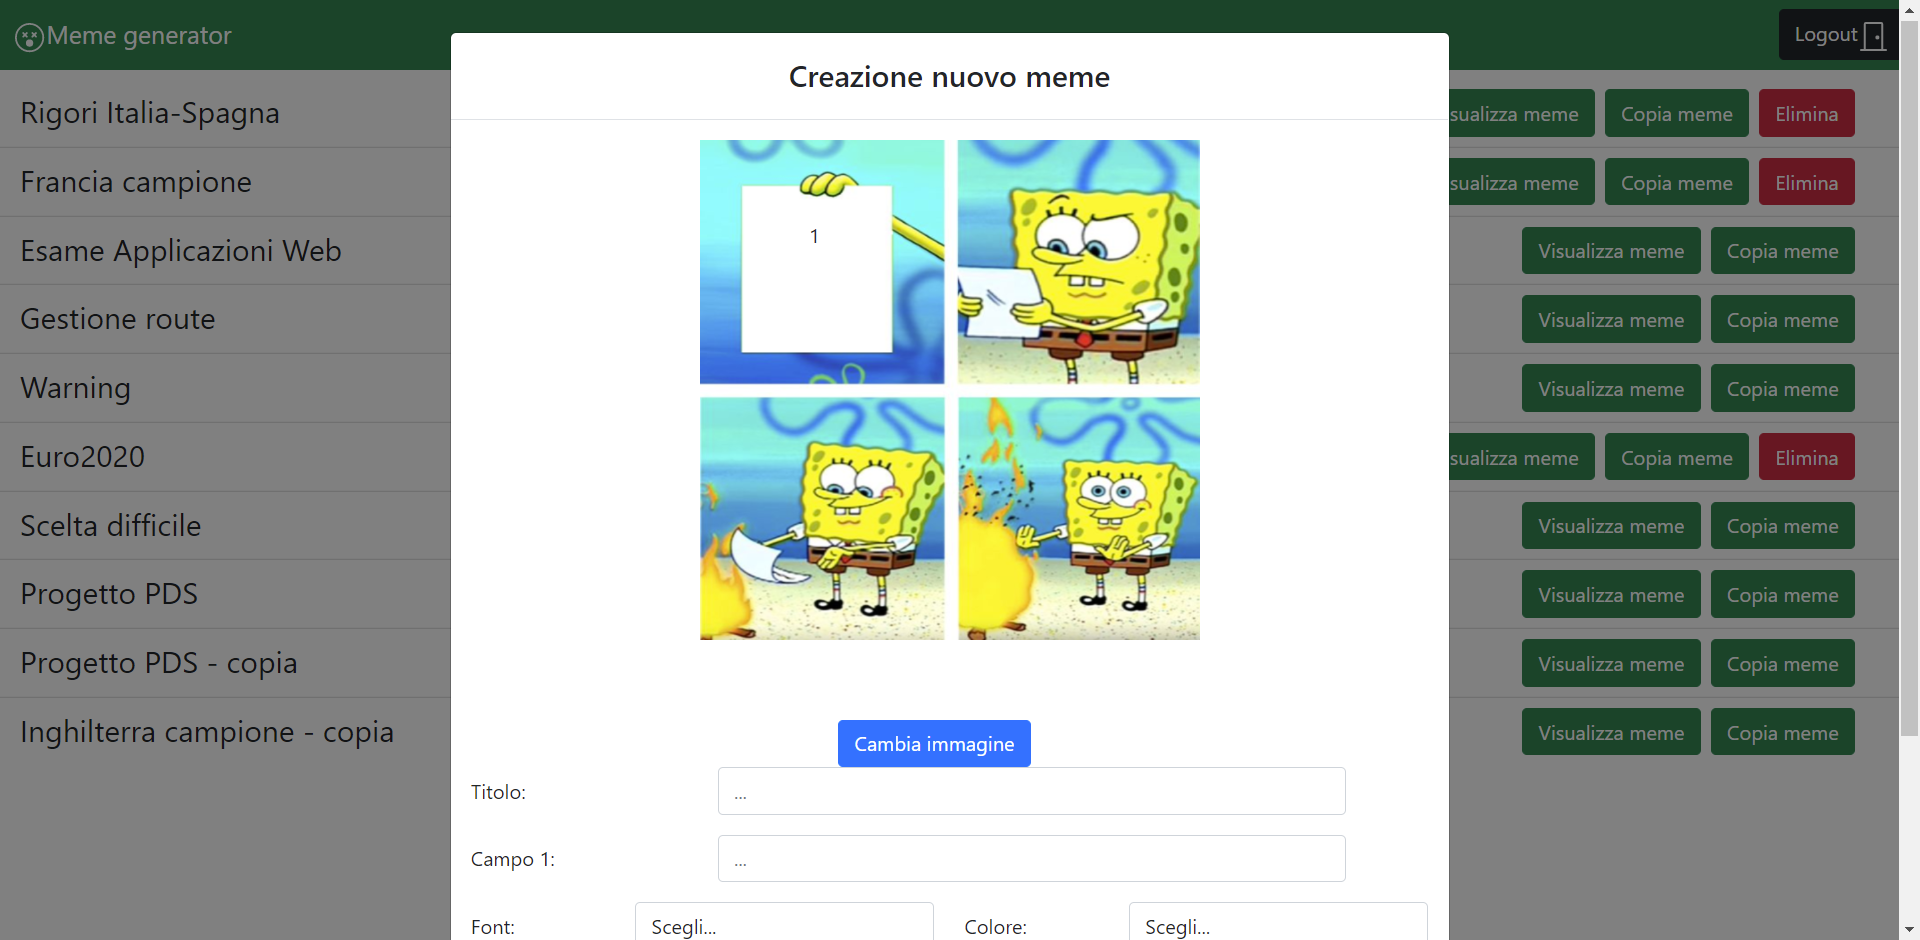 Meme generator
Logout
Creazione nuovo meme
Rigori Italia-Spagna
sualizza meme Copia meme Elimina
Francia campione
sualizza meme Copia meme Elimina
Esame Applicazioni Web
Visualizza meme Copia meme
Gestione route
Visualizza meme Copia meme
Warning
Visualizza meme Copia meme
Euro2020
sualizza meme Copia meme Elimina
Scelta difficile
Visualizza meme Copia meme
Progetto PDS
Visualizza meme Copia meme
Progetto PDS - copia
Visualizza meme Copia meme
Inghilterra campione - copia
Visualizza meme Copia meme
1
Cambia immagine
Titolo: ...
Campo 1: ...
Font: Scegli... Colore: Scegli...